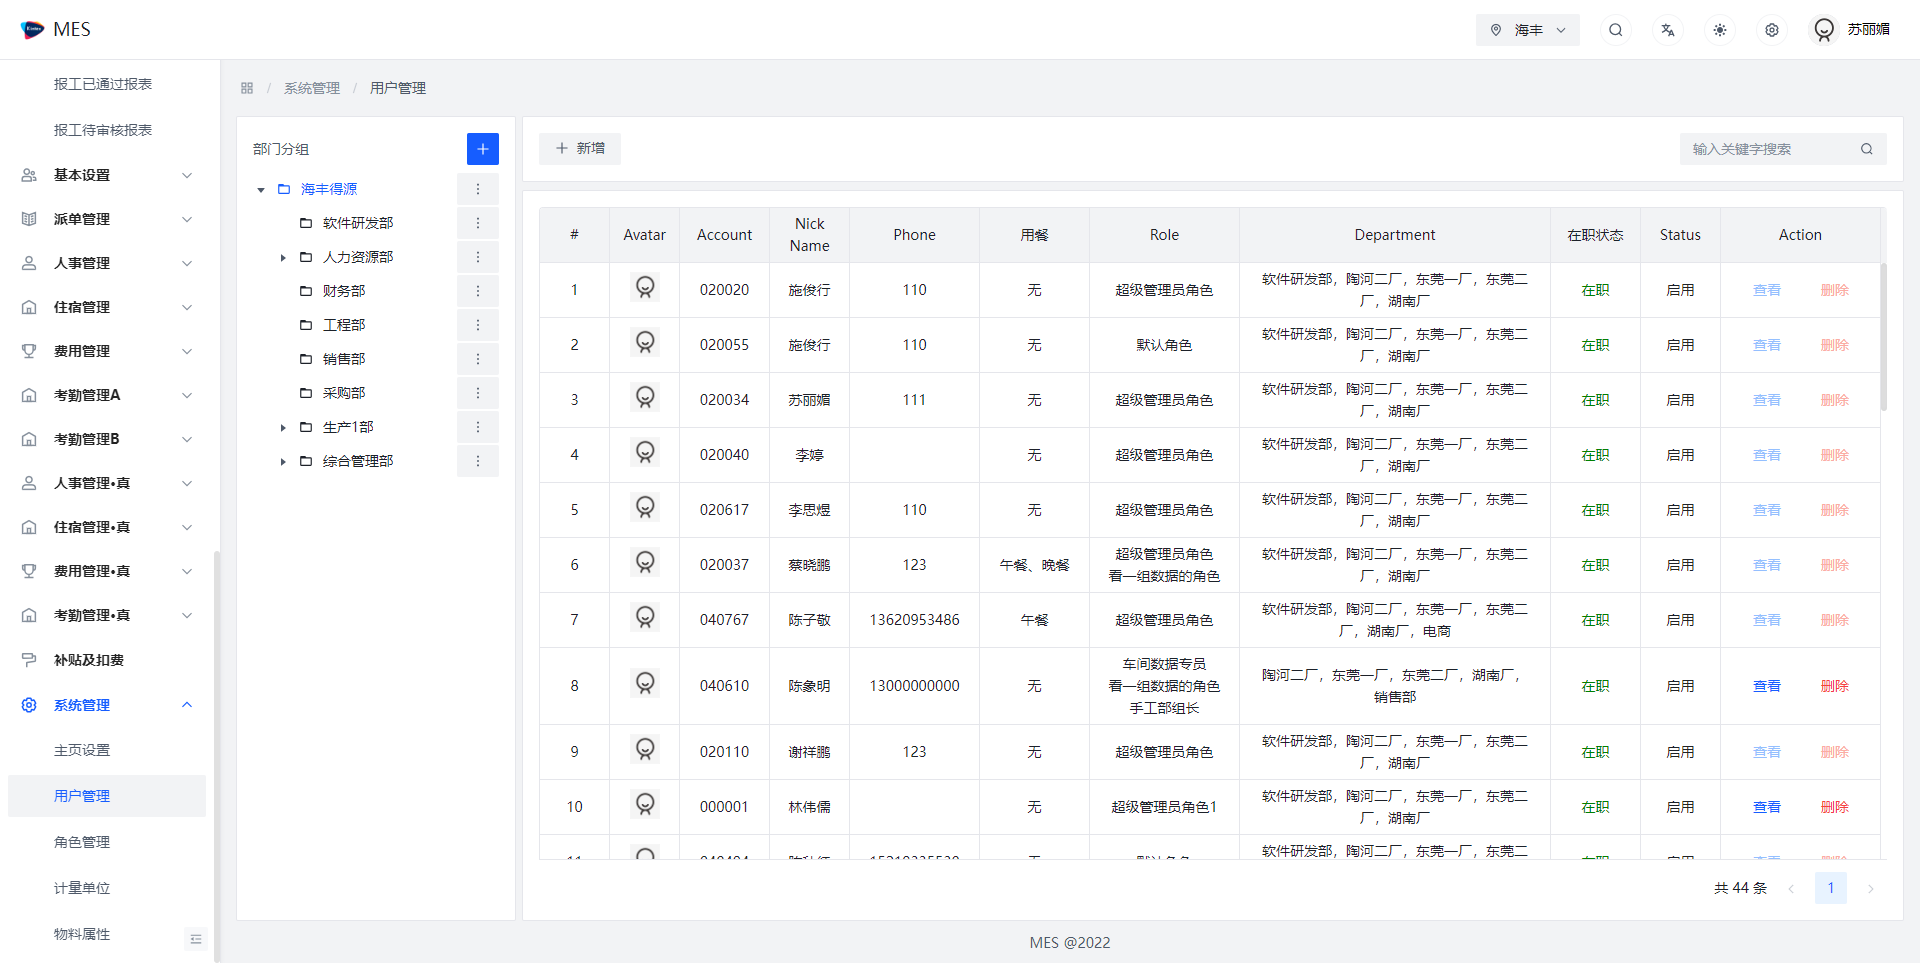 MES
海丰
苏丽媚
报工已通过报表
报工待审核报表
基本设置
派单管理
人事管理
住宿管理
费用管理
考勤管理A
考勤管理B
人事管理•真
住宿管理•真
费用管理•真
考勤管理•真
补贴及扣费
系统管理
主页设置
用户管理
角色管理
计量单位
物料属性
/ 系统管理 / 用户管理
部门分组
海丰得源
软件研发部
人力资源部
财务部
工程部
销售部
采购部
生产1部
综合管理部
新增
输入关键字搜索
# Avatar Account Nick Name Phone 用餐 Role Department 在职状态 Status Action
1 020020 施俊行 110 无 超级管理员角色 软件研发部，陶河二厂，东莞一厂，东莞二厂，湖南厂 在职 启用 查看 删除
2 020055 施俊行 110 无 默认角色 软件研发部，陶河二厂，东莞一厂，东莞二厂，湖南厂 在职 启用 查看 删除
3 020034 苏丽媚 111 无 超级管理员角色 软件研发部，陶河二厂，东莞一厂，东莞二厂，湖南厂 在职 启用 查看 删除
4 020040 李婷 无 超级管理员角色 软件研发部，陶河二厂，东莞一厂，东莞二厂，湖南厂 在职 启用 查看 删除
5 020617 李思煜 110 无 超级管理员角色 软件研发部，陶河二厂，东莞一厂，东莞二厂，湖南厂 在职 启用 查看 删除
6 020037 蔡晓鹏 123 午餐、晚餐 超级管理员角色 看一组数据的角色 软件研发部，陶河二厂，东莞一厂，东莞二厂，湖南厂 在职 启用 查看 删除
7 040767 陈子敬 13620953486 午餐 超级管理员角色 软件研发部，陶河二厂，东莞一厂，东莞二厂，湖南厂，电商 在职 启用 查看 删除
8 040610 陈象明 13000000000 无 车间数据专员 看一组数据的角色 手工部组长 陶河二厂，东莞一厂，东莞二厂，湖南厂，销售部 在职 启用 查看 删除
9 020110 谢祥鹏 123 无 超级管理员角色 软件研发部，陶河二厂，东莞一厂，东莞二厂，湖南厂 在职 启用 查看 删除
10 000001 林伟儒 无 超级管理员角色1 软件研发部，陶河二厂，东莞一厂，东莞二厂，湖南厂 在职 启用 查看 删除
软件研发部，陶河二厂，东莞一厂，东莞二
共 44 条
1
MES @2022